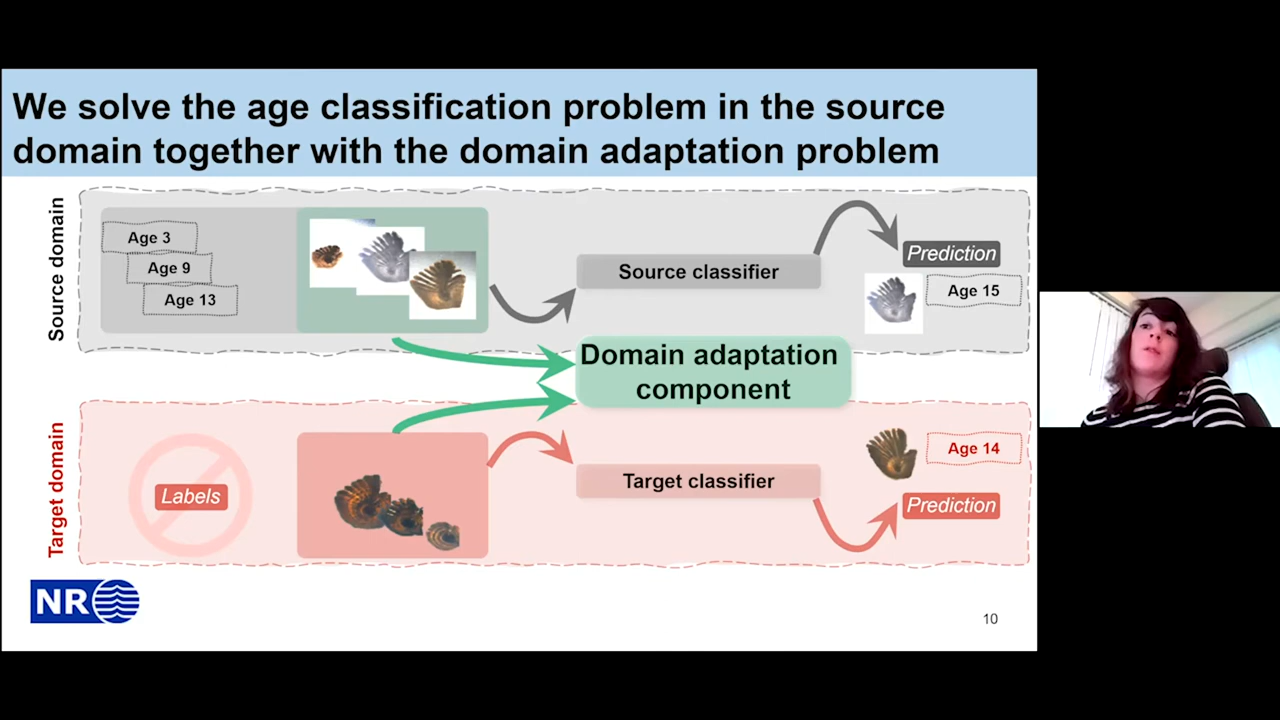 We solve the age classification problem in the source
domain together with the domain adaptation problem
Source domain
Age 3
Age 9
Age 13
Source classifier
Prediction
Age 15
Domain adaptation
component
Target domain
Labels
Target classifier
Age 14
Prediction
NR
10